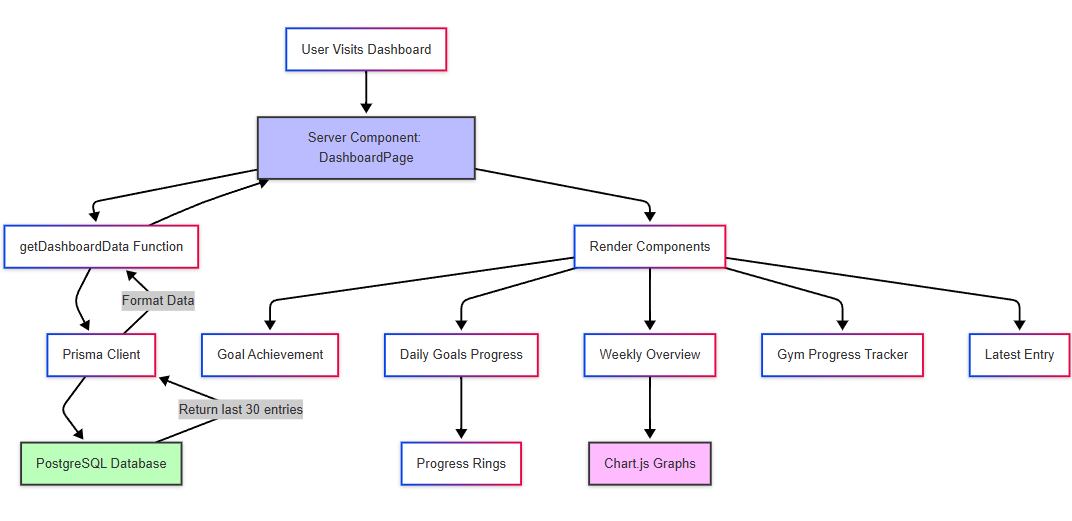 User Visits Dashboard
Server Component:
DashboardPage
getDashboardData Function
Render Components
Format Data
Prisma Client
Goal Achievement
Daily Goals Progress
Weekly Overview
Gym Progress Tracker
Latest Entry
Return last 30 entries
PostgreSQL Database
Progress Rings
Chart.js Graphs